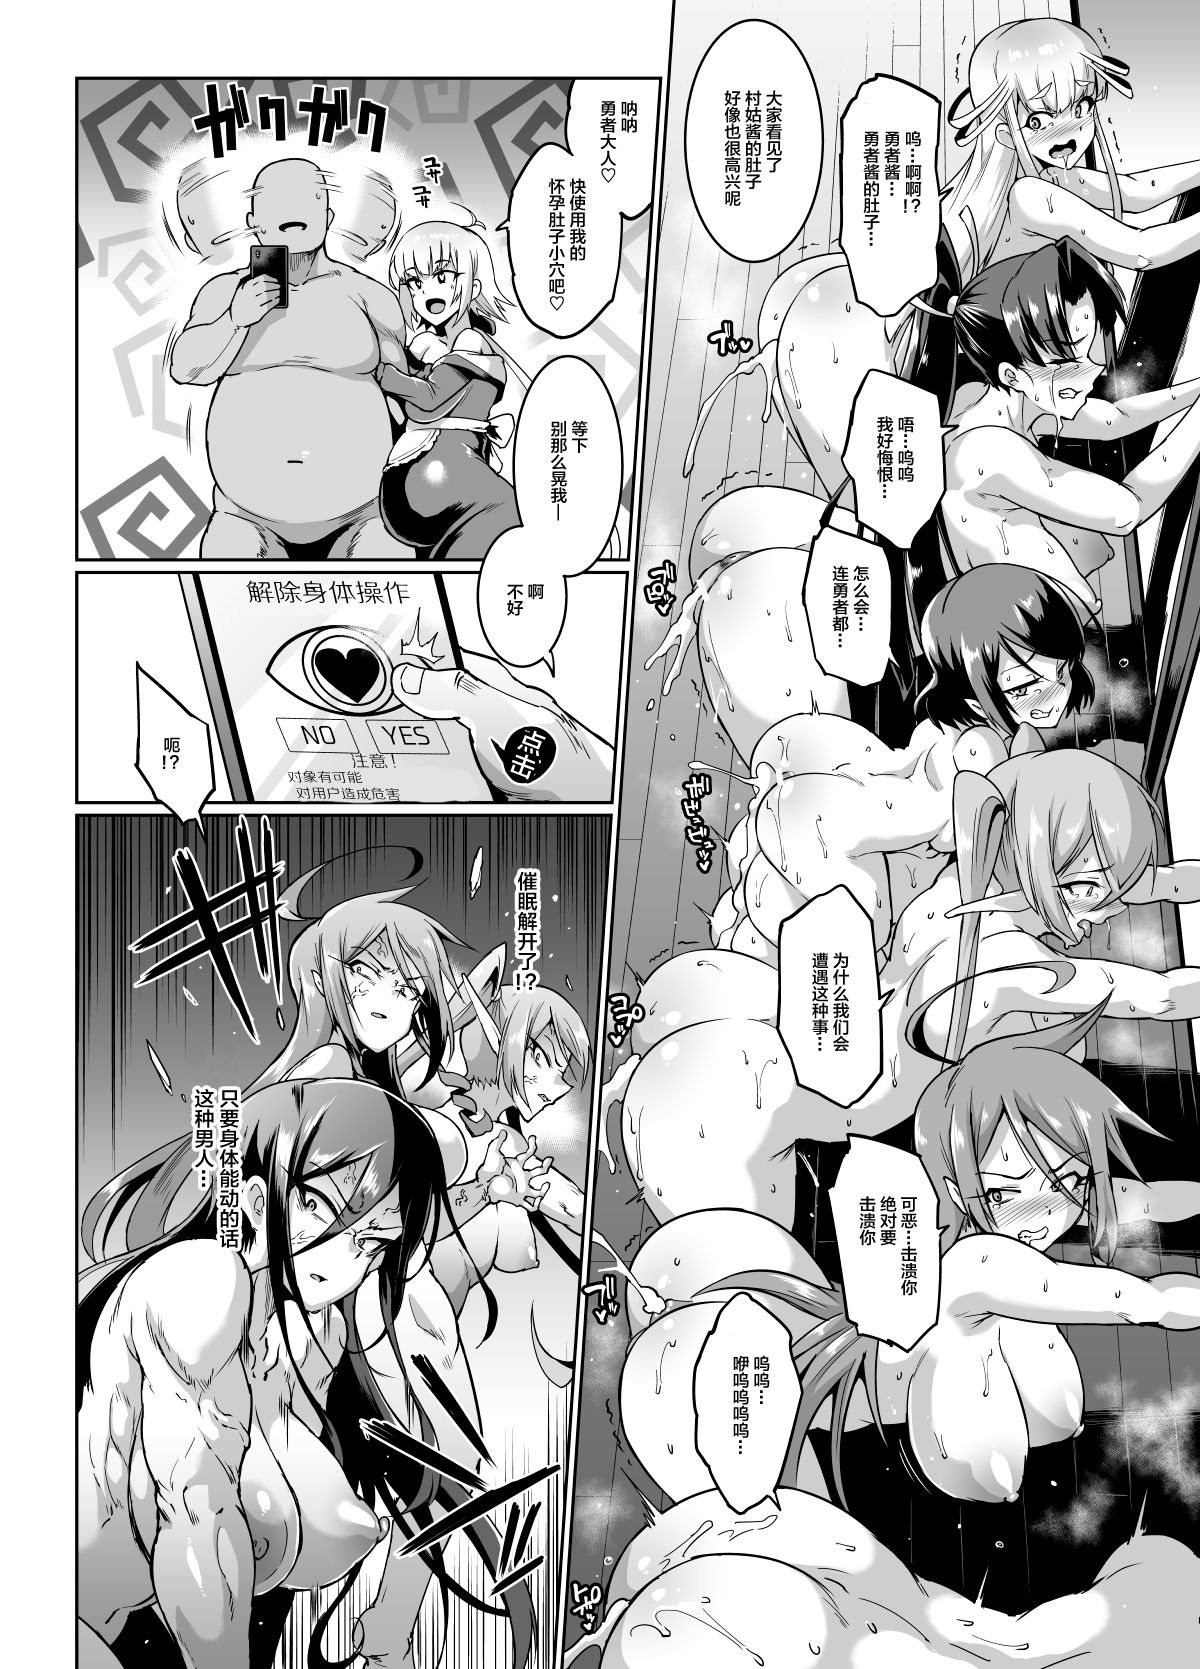 大家看见了
村姑酱的肚子
好像也很高兴呢
呜…啊啊!?
勇者酱…
勇者酱的肚子…
唔…呜呜
我好悔恨…
怎么会…
连勇者都…
为什么我们会
遭遇这种事…
可恶…击溃你
绝对要
击溃你
呜呜…
咿呜呜呜呜…
呐呐
勇者大人♡
快使用我的
怀孕肚子小穴吧♡
ガクガク
ユサ
ユサ
等下
别那么晃我—
啊
不好
解除身体操作
NO
YES
注意！
对象有可能
对用户造成危害
点击
呃!?
催眠解开了!?
只要身体能动的话
这种男人…